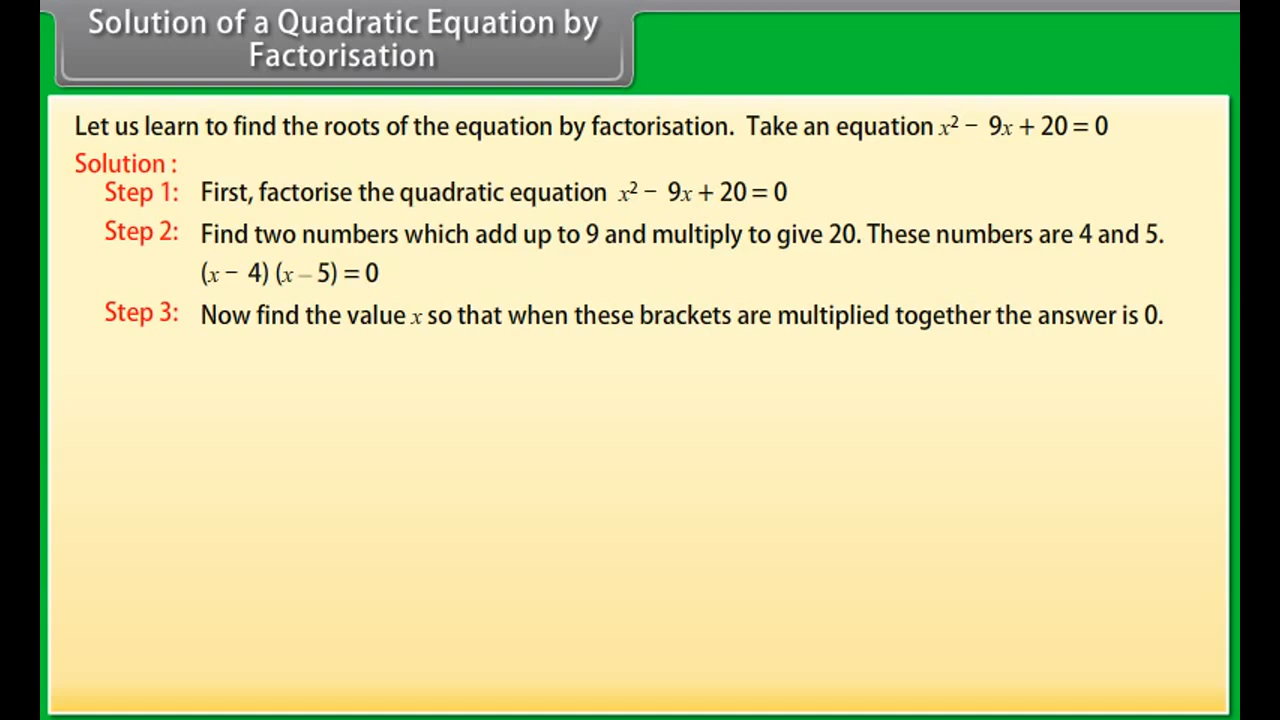 Solution of a Quadratic Equation by
Factorisation
Let us learn to find the roots of the equation by factorisation. Take an equation x² − 9x + 20 = 0
Solution :
Step 1: First, factorise the quadratic equation x² − 9x + 20 = 0
Step 2: Find two numbers which add up to 9 and multiply to give 20. These numbers are 4 and 5.
(x − 4) (x − 5) = 0
Step 3: Now find the value x so that when these brackets are multiplied together the answer is 0.